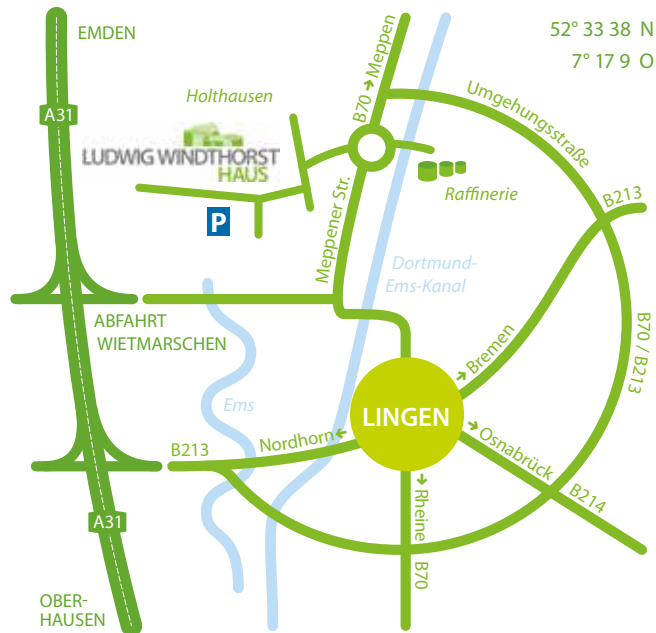 EMDEN
52° 33 38 N
7° 17 9 O
A31
Holthausen
B70 → Meppen
Umgehungsstraße
LUDWIG WINDTHORST
HAUS
P
Raffinerie
B213
Meppener Str.
Dortmund-
Ems-Kanal
ABFAHRT
WIETMARSCHEN
B70 / B213
→ Bremen
Ems
LINGEN
B213
Nordhorn ←
→ Osnabrück
B214
→ Rheine
B70
A31
OBER-
HAUSEN